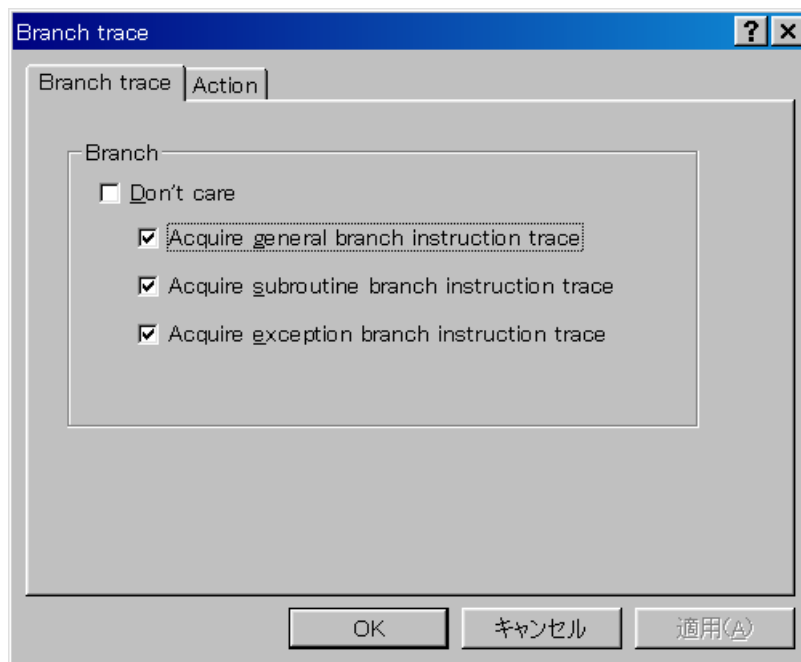 Branch trace
Branch trace Action
Branch
Don't care
Acquire general branch instruction trace
Acquire subroutine branch instruction trace
Acquire exception branch instruction trace
OK キャンセル 適用(A)